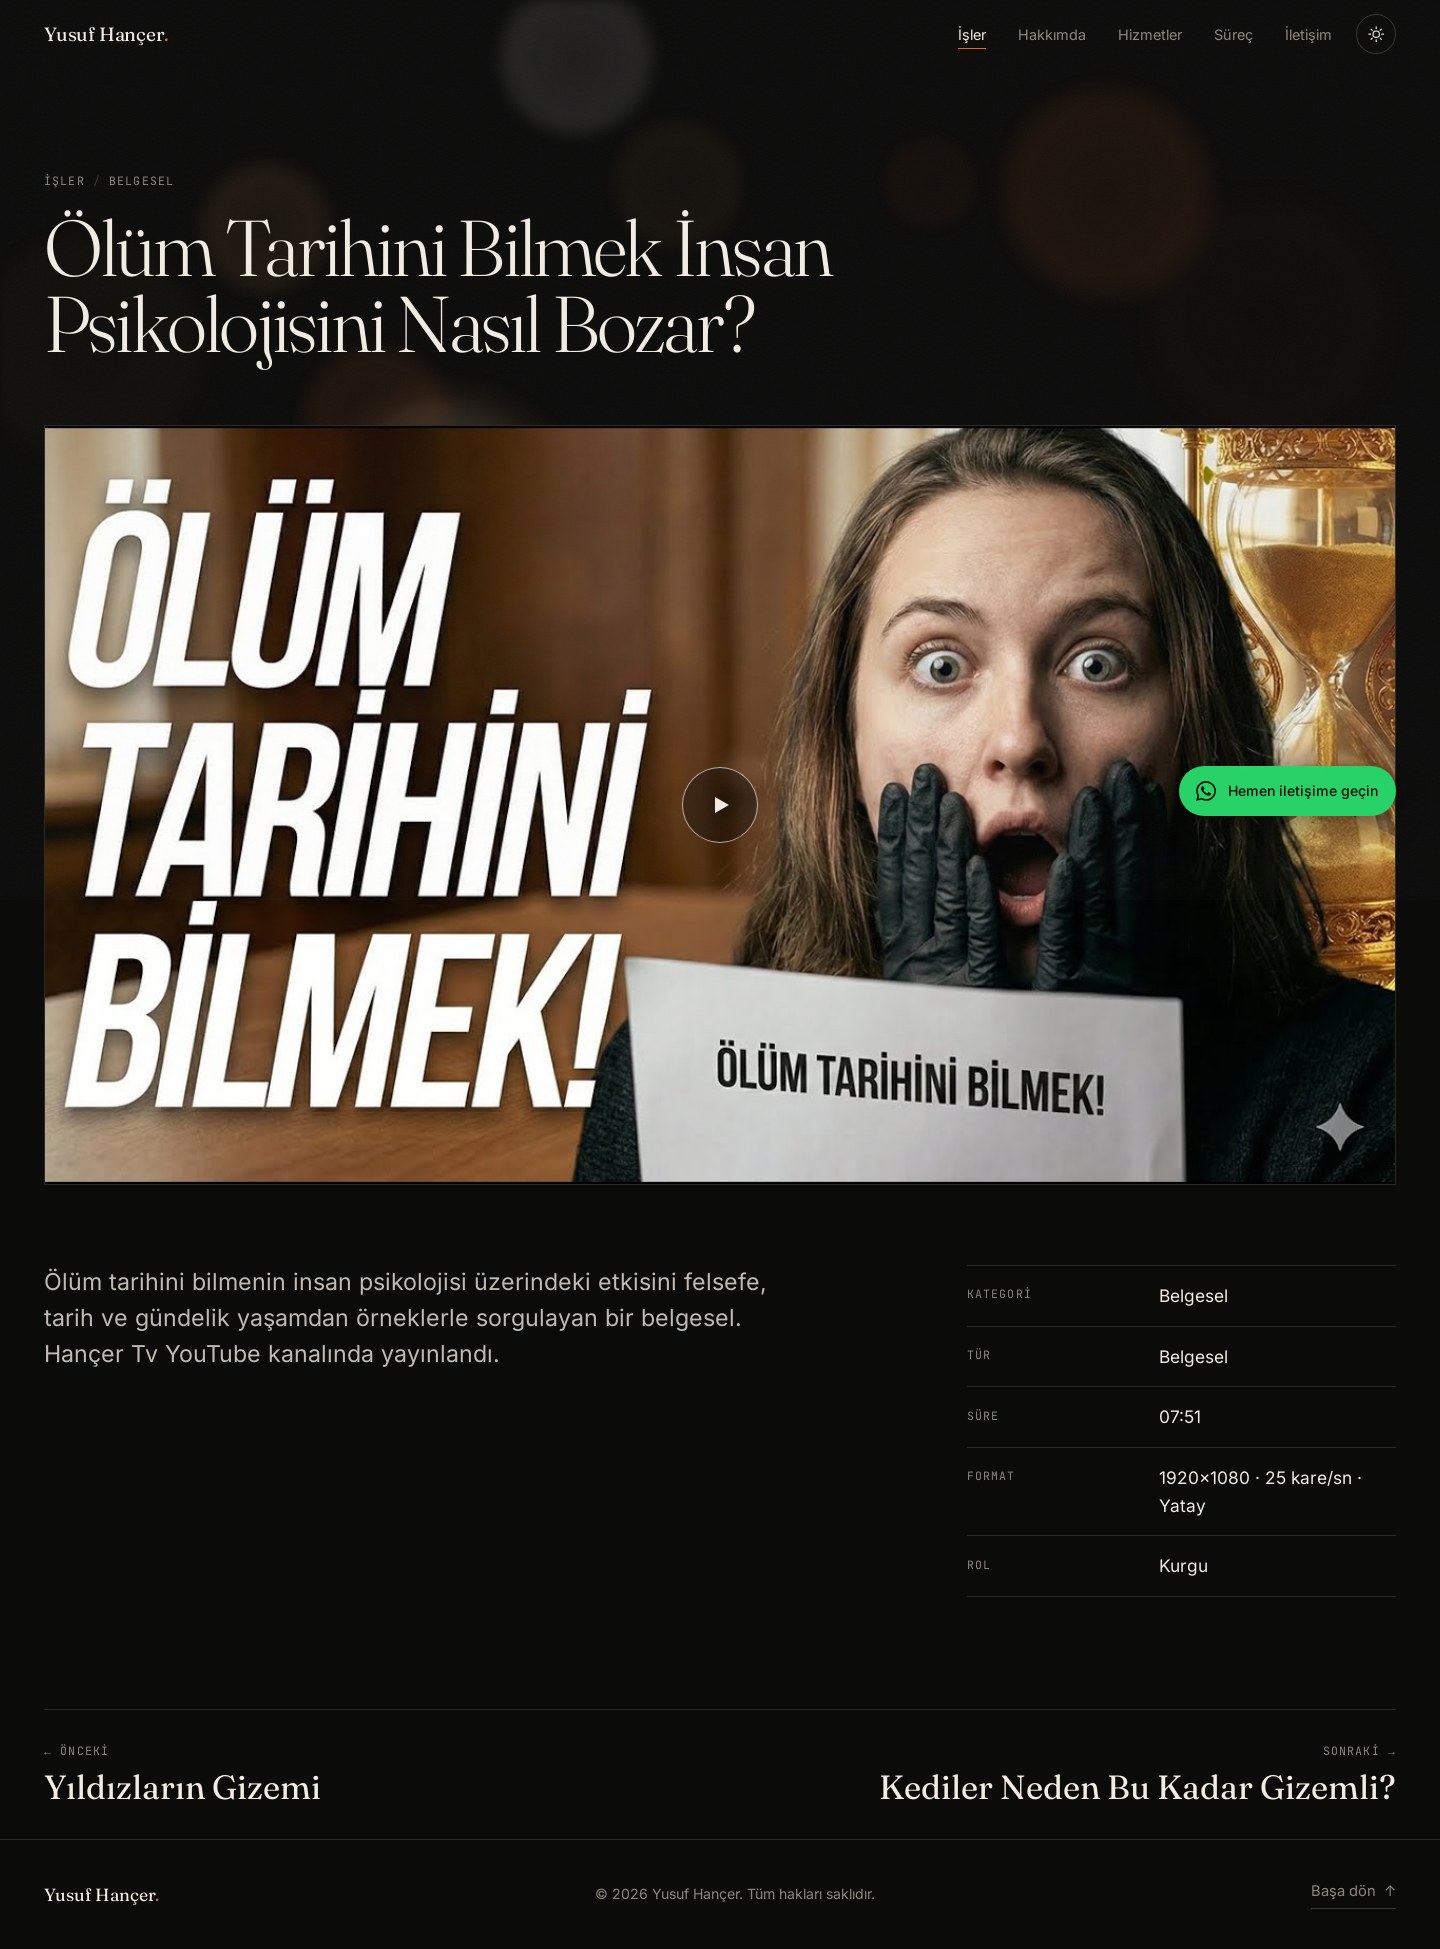 Yusuf Hançer.
İşler
Hakkımda
Hizmetler
Süreç
İletişim
İŞLER / BELGESEL
Ölüm Tarihini Bilmek İnsan
Psikolojisini Nasıl Bozar?
ÖLÜM
TARİHİNİ
BİLMEK!
Hemen iletişime geçin
ÖLÜM TARİHİNİ BİLMEK!
Ölüm tarihini bilmenin insan psikolojisi üzerindeki etkisini felsefe,
tarih ve gündelik yaşamdan örneklerle sorgulayan bir belgesel.
Hançer Tv YouTube kanalında yayınlandı.
KATEGORİ
Belgesel
TÜR
Belgesel
SÜRE
07:51
FORMAT
1920×1080 · 25 kare/sn ·
Yatay
ROL
Kurgu
← ÖNCEKİ
Yıldızların Gizemi
SONRAKİ →
Kediler Neden Bu Kadar Gizemli?
Yusuf Hançer.
© 2026 Yusuf Hançer. Tüm hakları saklıdır.
Başa dön ↑